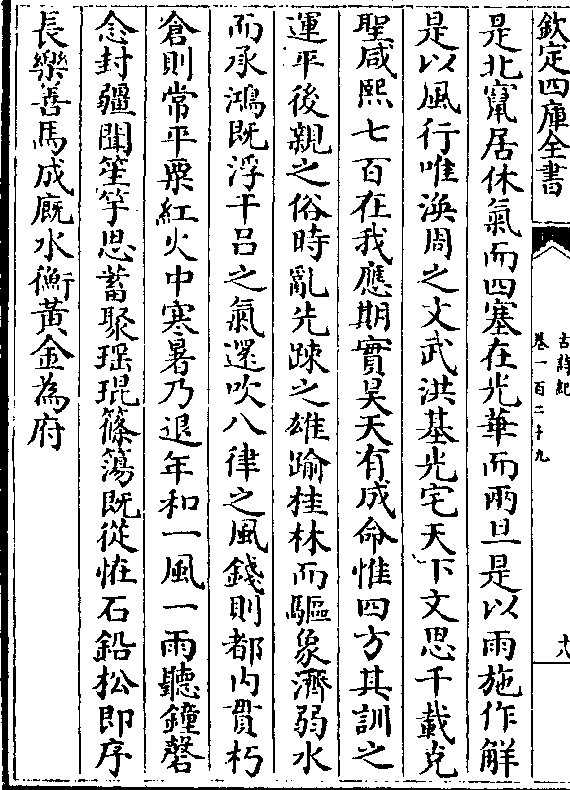 欽定四庫全書
古詩紀
卷一百二十九
十八
是北𥨊居休氣而四塞在光華而兩旦是以雨施作解
是以風行唯渙周之文武洪基光宅天下文思千載克
聖咸熙七百在我應期實昊天有成命惟四方其訓之
運平後親之俗時亂先踈之雄踰桂林而驅象濟弱水
而承鴻既浮干呂之氣還吹八律之風錢則都内貫朽
倉則常平粟紅火中寒暑乃退年和一風一雨聽鐘磬
念封疆聞笙竽思蓄聚瑶琨篠簜既從恠石鉛松即序
長樂善馬成厩水衡黄金為府